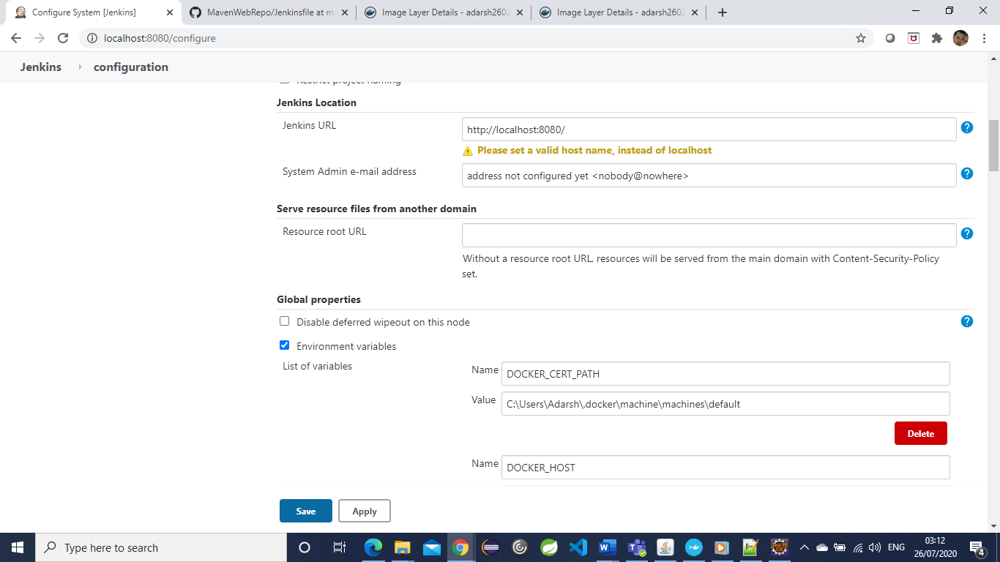 Configure System [Jenkins]
MavenWebRepo/Jenkinsfile at m
Image Layer Details - adarsh2602
Image Layer Details - adarsh2602
localhost:8080/configure
Jenkins
configuration
Restrict project naming
Jenkins Location
Jenkins URL
http://localhost:8080/
Please set a valid host name, instead of localhost
System Admin e-mail address
address not configured yet <nobody@nowhere>
Serve resource files from another domain
Resource root URL
Without a resource root URL, resources will be served from the main domain with Content-Security-Policy
set.
Global properties
Disable deferred wipeout on this node
Environment variables
List of variables
Name
DOCKER_CERT_PATH
Value
C:\Users\Adarsh\.docker\machine\machines\default
Delete
Name
DOCKER_HOST
Save
Apply
Type here to search
ENG
03:12
26/07/2020
4